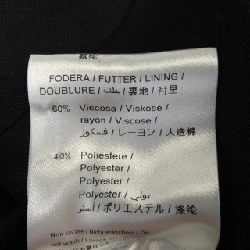 FODERA / FUTTER / LINING /
DOUBLURE / بطانة / 裏地 / 衬里
60% Viscosa / Viskose /
rayon / Viscose /
فسكوز / レーヨン / 人造棉
40% Poliestere /
Polyester /
Polyester /
بولي / Polyester /
أستر / ポリエステル / 涤纶